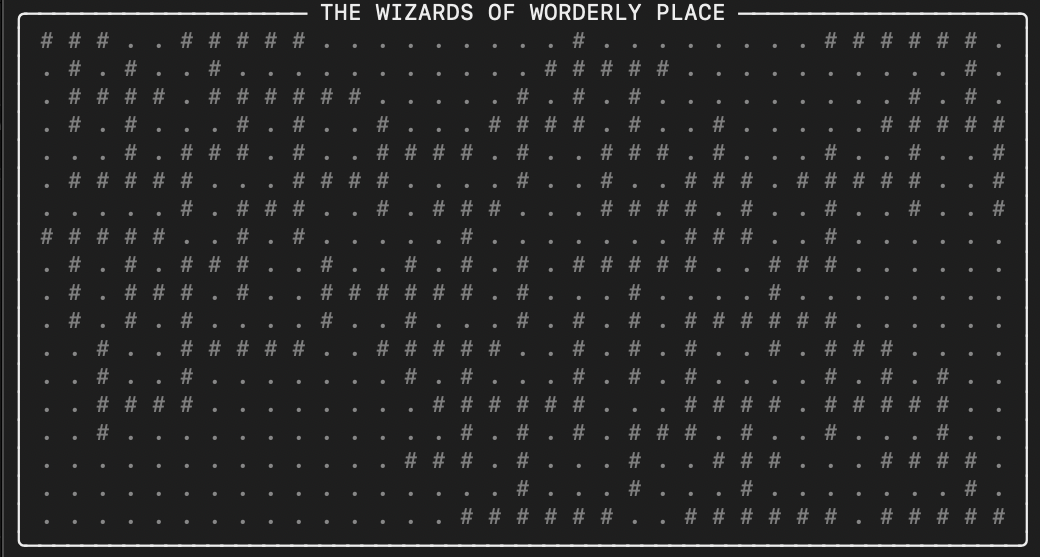 THE WIZARDS OF WORDERLY PLACE
# # # . . # # # # # . . . . . . . . . # . . . . . . . . # # # # # # .
. # . # . . # . . . . . . . . . . . # # # # # . . . . . . . . . . # .
. # # # # . # # # # # # . . . . . # . # . # . . . . . . . . . # . # .
. # . # . . . # . # . . # . . . # # # # . # . . # . . . . . # # # # #
. . . # . # # # . # . . # # # # . # . . # # # . # . . . # . . # . . #
. # # # # # . . . # # # # . . . . # . . # . . # # # . # # # # # . . #
. . . . . # . # # # . . # . # # # . . . # # # # . # . . # . . # . . #
# # # # # . . # . # . . . . . # . . . . . . . # # # . . # . . . . . .
. # . # . # # # . . # . . # . # . # . # # # # # . . # # # . . . . . .
. # . # # # . # . . # # # # # # . # . . . # . . . . # . . . . . . . .
. # . # . # . . . . # . . # . . . # . # . # . # # # # # # . . . . . .
. . # . . # # # # # . . # # # # # . . # . # . # . . # . # # # . . . .
. . # . . # . . . . . . . # . # . . . # . # . # . . . . # . # . # . .
. . # # # # . . . . . . . . # # # # # # . . . # # # # . # # # # # . .
. . # . . . . . . . . . . . . # . # . # . # # # . # . . # . . . # . .
. . . . . . . . . . . . . # # # . # . . . # . . # # # . . . # # # # .
. . . . . . . . . . . . . . . . . # . . . # . . . # . . . . . . . # .
. . . . . . . . . . . . . . . # # # # # # . . # # # # # # . # # # # #